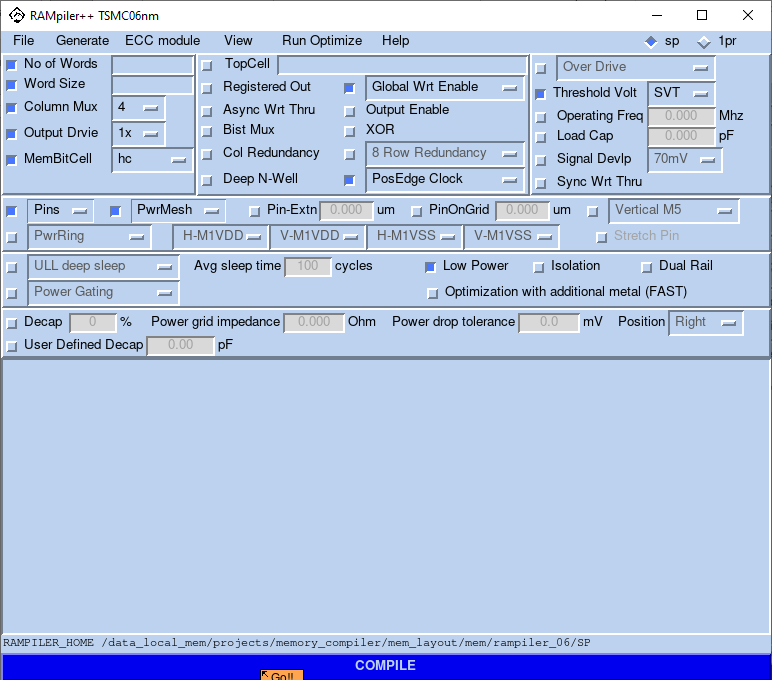 RAMpiler++ TSMC06nm
File Generate ECC module View Run Optimize Help sp 1pr
No of Words
Word Size
Column Mux 4
Output Drvie 1x
MemBitCell hc
TopCell
Registered Out Global Wrt Enable
Async Wrt Thru Output Enable
Bist Mux XOR
Col Redundancy 8 Row Redundancy
Deep N-Well PosEdge Clock
Over Drive
Threshold Volt SVT
Operating Freq 0.000 Mhz
Load Cap 0.000 pF
Signal Devlp 70mV
Sync Wrt Thru
Pins PwrMesh Pin-Extn 0.000 um PinOnGrid 0.000 um Vertical M5
PwrRing H-M1VDD V-M1VDD H-M1VSS V-M1VSS Stretch Pin
ULL deep sleep Avg sleep time 100 cycles Low Power Isolation Dual Rail
Power Gating Optimization with additional metal (FAST)
Decap 0 % Power grid impedance 0.000 Ohm Power drop tolerance 0.0 mV Position Right
User Defined Decap 0.00 pF
RAMPILER_HOME /data_local_mem/projects/memory_compiler/mem_layout/mem/rampiler_06/SP
COMPILE
Go!!